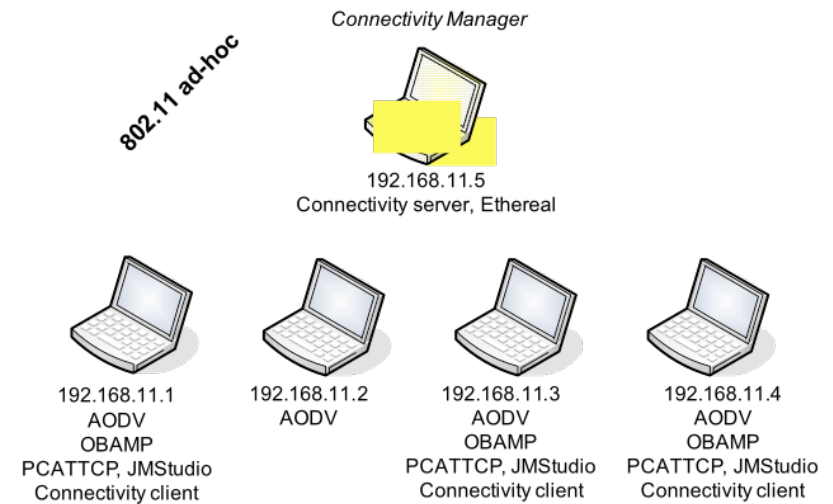 Connectivity Manager
802.11 ad-hoc
192.168.11.5
Connectivity server, Ethereal
192.168.11.1
AODV
OBAMP
PCATTCP, JMStudio
Connectivity client
192.168.11.2
AODV
192.168.11.3
AODV
OBAMP
PCATTCP, JMStudio
Connectivity client
192.168.11.4
AODV
OBAMP
PCATTCP, JMStudio
Connectivity client